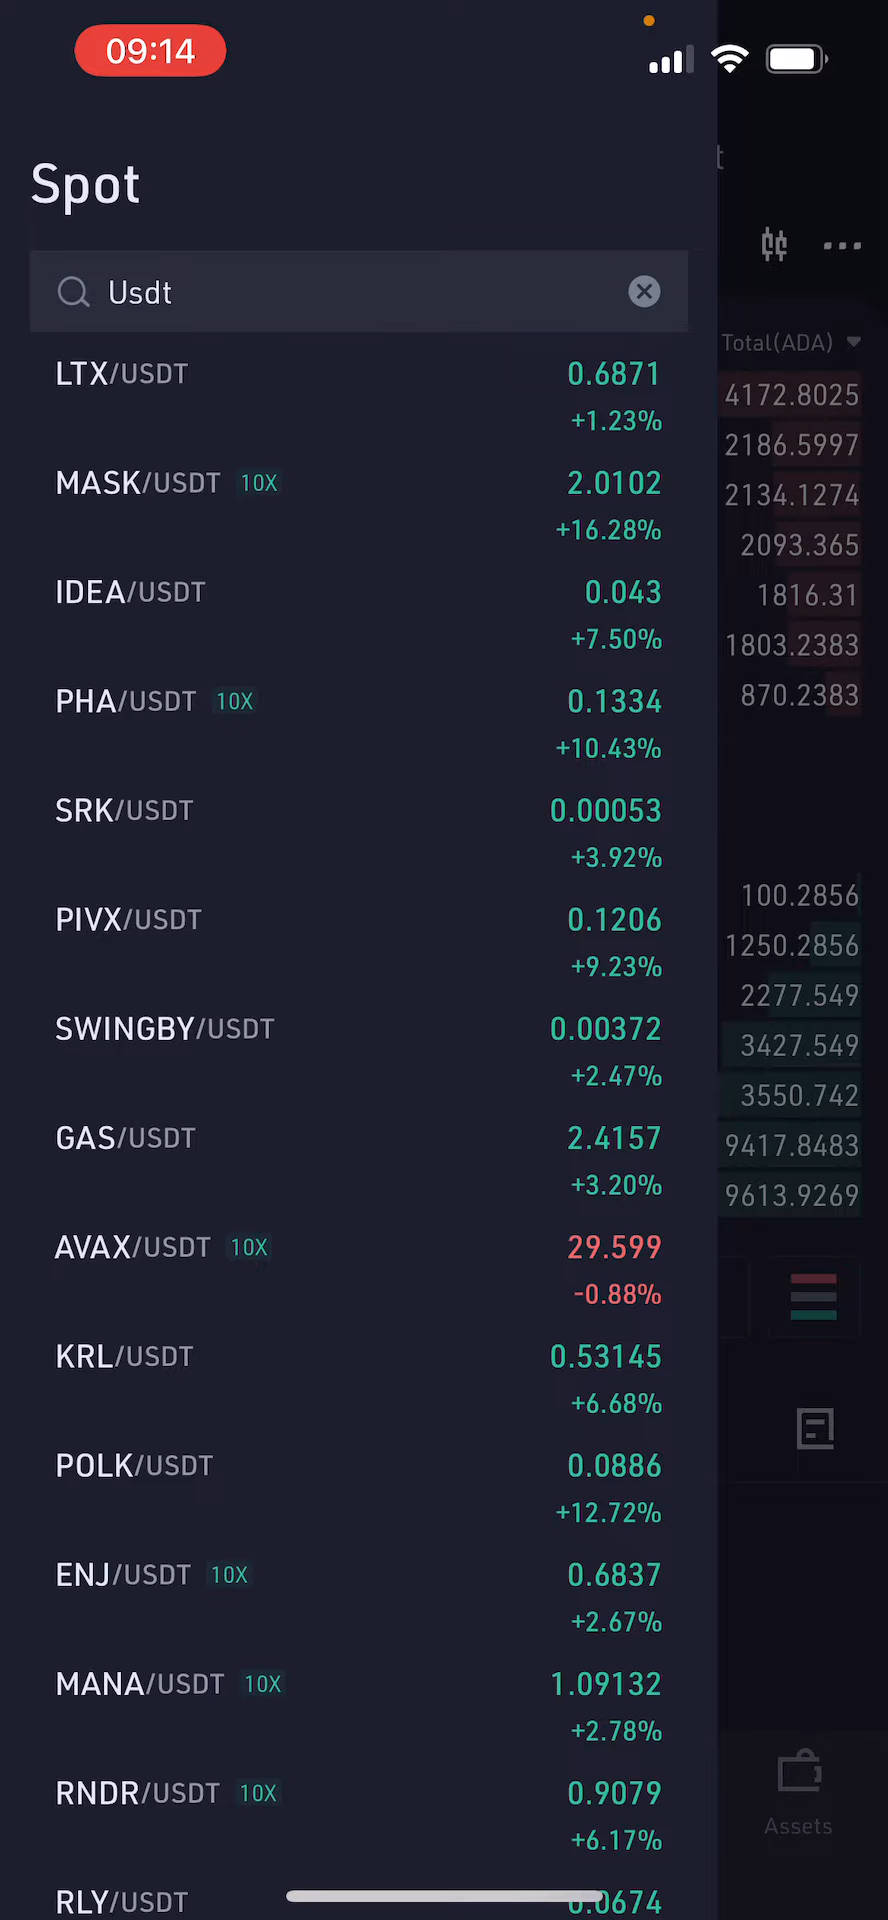 09:14
Spot
Usdt
LTX/USDT 0.6871
+1.23%
MASK/USDT 10X 2.0102
+16.28%
IDEA/USDT 0.043
+7.50%
PHA/USDT 10X 0.1334
+10.43%
SRK/USDT 0.00053
+3.92%
PIVX/USDT 0.1206
+9.23%
SWINGBY/USDT 0.00372
+2.47%
GAS/USDT 2.4157
+3.20%
AVAX/USDT 10X 29.599
-0.88%
KRL/USDT 0.53145
+6.68%
POLK/USDT 0.0886
+12.72%
ENJ/USDT 10X 0.6837
+2.67%
MANA/USDT 10X 1.09132
+2.78%
RNDR/USDT 10X 0.9079
+6.17%
RLY/USDT 0.0674
t
Total(ADA)
4172.8025
2186.5997
2134.1274
2093.365
1816.31
1803.2383
870.2383
100.2856
1250.2856
2277.549
3427.549
3550.742
9417.8483
9613.9269
Assets